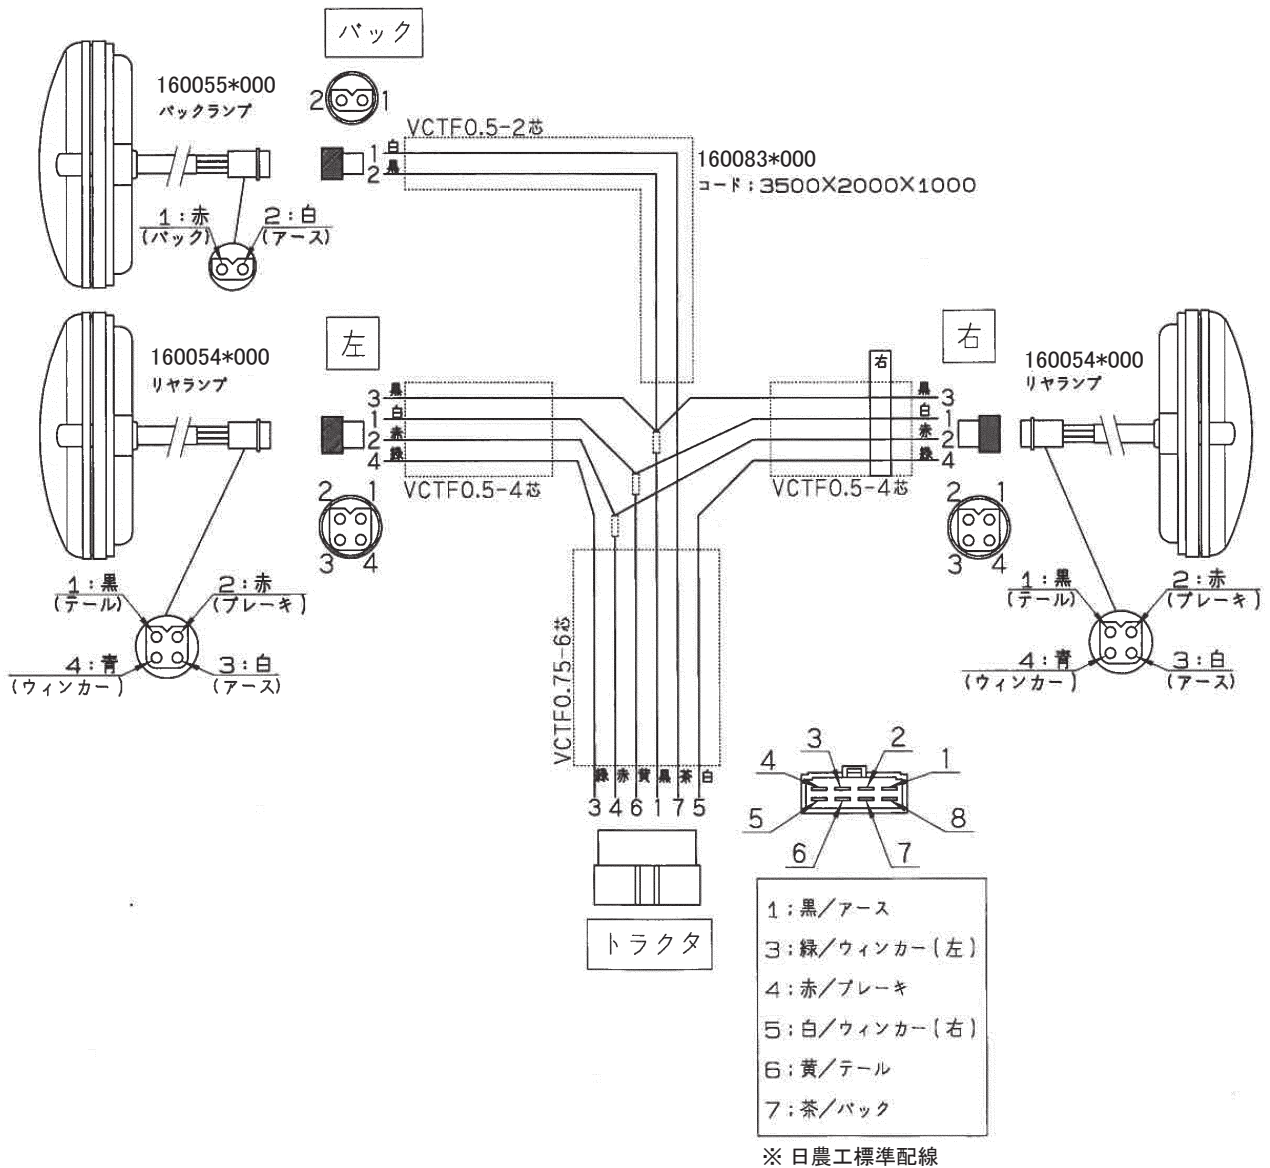 バック
160055*000
バックランプ
2 1
VCTF0.5-2芯
1 白
2 黒
160083*000
コード:3500X2000X1000
1:赤
(バック)
2:白
(アース)
左
右
160054*000
リヤランプ
右
160054*000
リヤランプ
3 黒
1 白
2 赤
4 緑
黒 3
白 1
赤 2
緑 4
VCTF0.5-4芯
VCTF0.5-4芯
2 1
3 4
2 1
3 4
1:黒
(テール)
2:赤
(ブレーキ)
4:青
(ウィンカー)
3:白
(アース)
1:黒
(テール)
2:赤
(ブレーキ)
4:青
(ウィンカー)
3:白
(アース)
VCTF0.75-6芯
緑 赤 黄 黒 茶 白
3 4 6 1 7 5
トラクタ
4 3 2 1
5 6 7 8
1:黒/アース
3:緑/ウィンカー(左)
4:赤/ブレーキ
5:白/ウィンカー(右)
6:黄/テール
7:茶/バック
※ 日農工標準配線